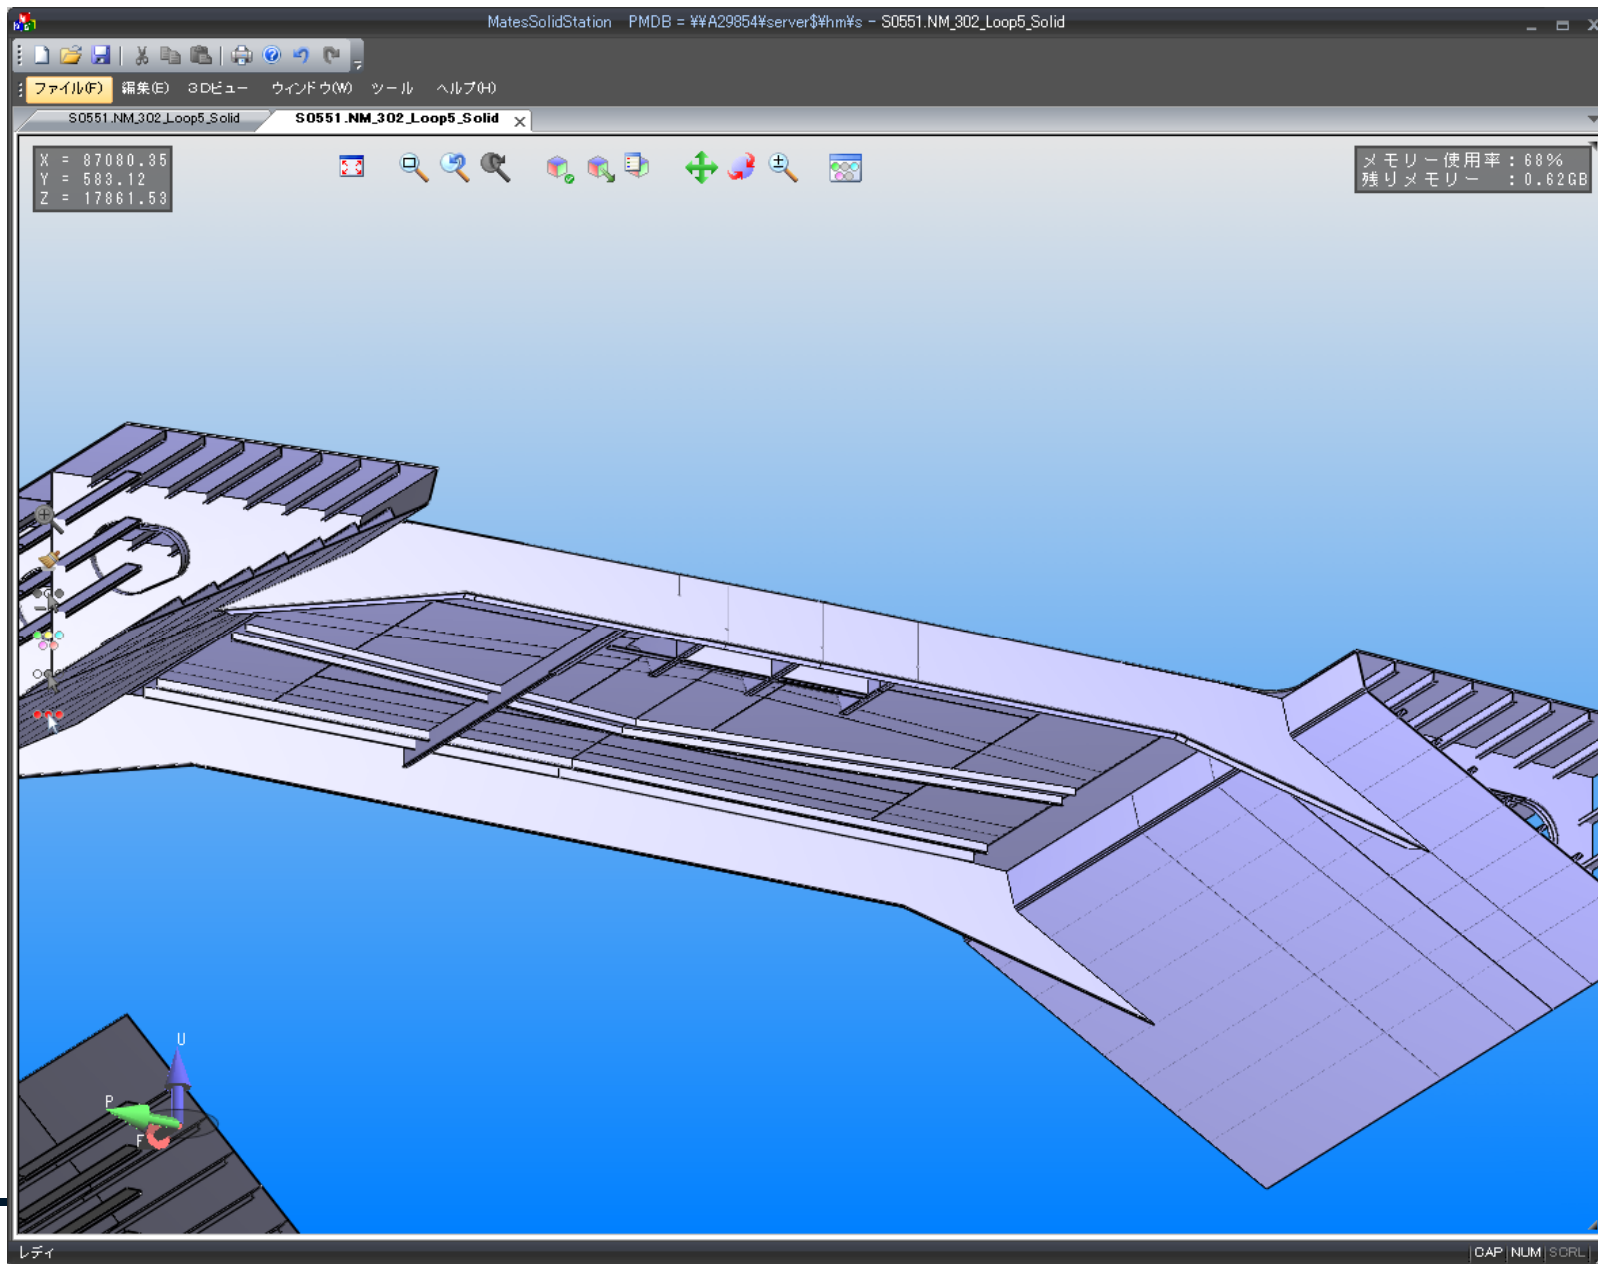 MatesSolidStation PMDB = ¥¥A29854¥server$¥hm¥s - S0551.NM_302_Loop5_Solid
ファイル(F) 編集(E) 3Dビュー ウィンドウ(W) ツール ヘルプ(H)
S0551.NM_302_Loop5_Solid S0551.NM_302_Loop5_Solid
X = 87080.35
Y = 583.12
Z = 17861.53
メモリー使用率:68%
残りメモリー :0.62GB
U
P
F
レディ
CAP NUM SCRL